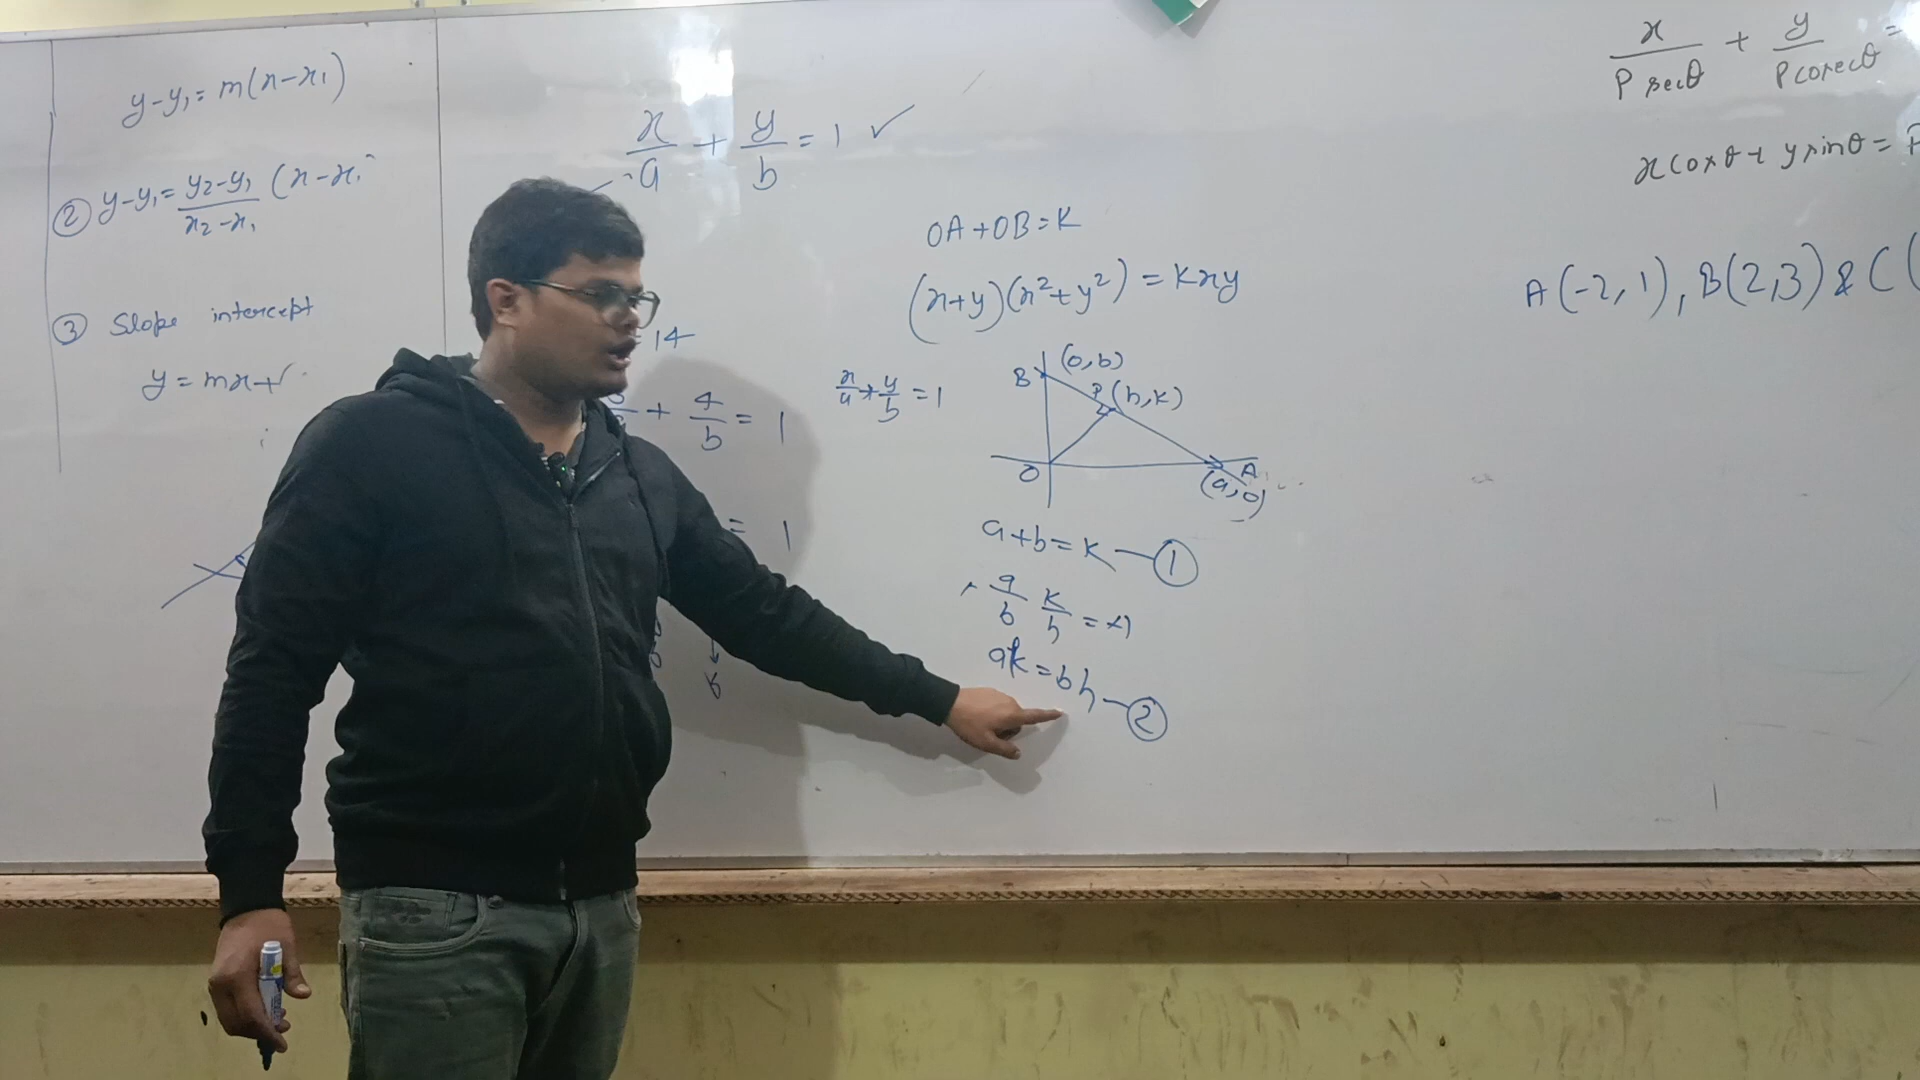 y-y₁ = m(x-x₁)
② y-y₁ = y₂-y₁/x₂-x₁ (x-x₁
③ Slope intercept
y = mx+
x/a + y/b = 1 ✓
14
+ 4/b = 1
= 1
OA+OB=K
(x+y)(x²+y²) = Kxy
x/a + y/b = 1
B (0,b)
P(h,k)
O
A
(a,0)
a+b = K — ①
a/b k/h = 1
ak = bh — ②
x/P secθ + y/P cosecθ =
x cosθ + y sinθ = P
A(-2,1), B(2,3) & C(